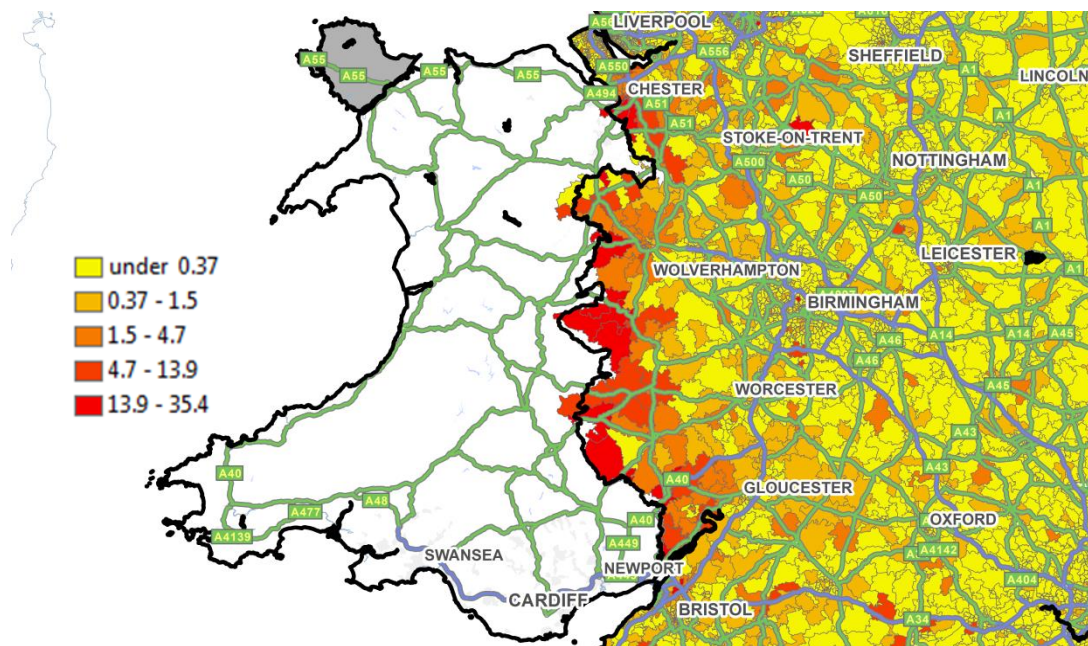 LIVERPOOL
A556
SHEFFIELD
A1
LINCOLN
A55
A55
A55
A55
A550
A494
CHESTER
A51
A51
STOKE-ON-TRENT
A1
A500
NOTTINGHAM
A50
A50
A1
A1
LEICESTER
A1
WOLVERHAMPTON
BIRMINGHAM
under 0.37
0.37 - 1.5
1.5 - 4.7
4.7 - 13.9
13.9 - 35.4
A14
A14
A45
A46
A46
WORCESTER
A45
A43
A43
A40
A40
GLOUCESTER
A48
A477
A4139
A40
OXFORD
A449
A4142
SWANSEA
NEWPORT
A404
CARDIFF
BRISTOL
A34